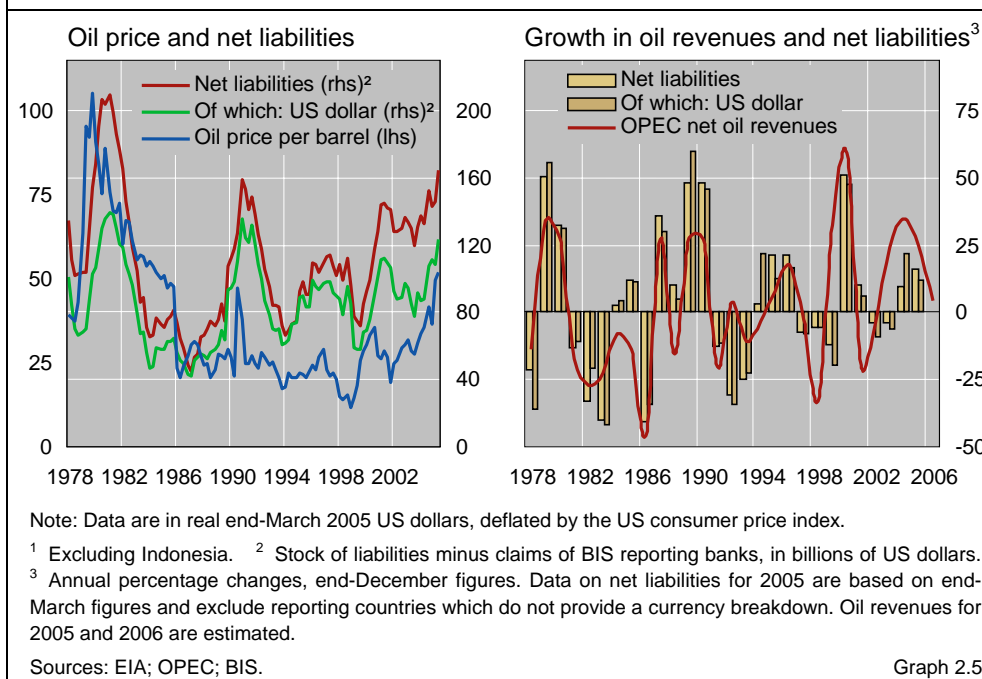 Oil price and net liabilities
Net liabilities (rhs)²
Of which: US dollar (rhs)²
Oil price per barrel (lhs)
100
75
50
25
0
200
160
120
80
40
0
1978 1982 1986 1990 1994 1998 2002
Growth in oil revenues and net liabilities³
Net liabilities
Of which: US dollar
OPEC net oil revenues
75
50
25
0
-25
-50
1978 1982 1986 1990 1994 1998 2002 2006
Note: Data are in real end-March 2005 US dollars, deflated by the US consumer price index.
¹ Excluding Indonesia. ² Stock of liabilities minus claims of BIS reporting banks, in billions of US dollars.
³ Annual percentage changes, end-December figures. Data on net liabilities for 2005 are based on end-
March figures and exclude reporting countries which do not provide a currency breakdown. Oil revenues for
2005 and 2006 are estimated.
Sources: EIA; OPEC; BIS.
Graph 2.5